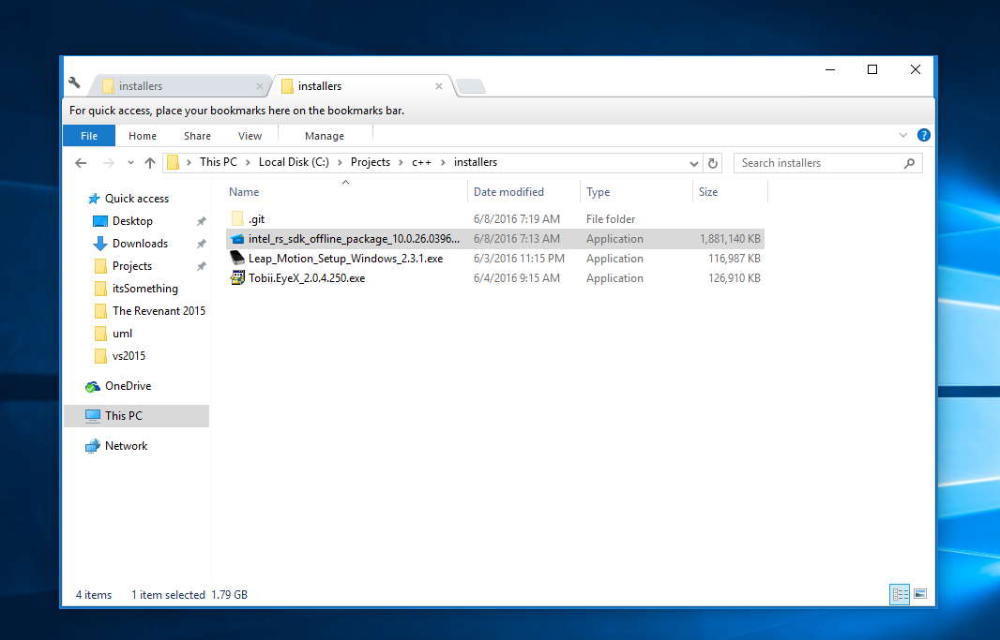 installers installers
For quick access, place your bookmarks here on the bookmarks bar.
File Home Share View Manage
This PC Local Disk (C:) Projects c++ installers Search installers
Name Date modified Type Size
Quick access
Desktop
Downloads
Projects
itsSomething
The Revenant 2015
uml
vs2015
OneDrive
This PC
Network
.git 6/8/2016 7:19 AM File folder
intel_rs_sdk_offline_package_10.0.26.0396... 6/8/2016 7:13 AM Application 1,881,140 KB
Leap_Motion_Setup_Windows_2.3.1.exe 6/3/2016 11:15 PM Application 116,987 KB
Tobii.EyeX_2.0.4.250.exe 6/4/2016 9:15 AM Application 126,910 KB
4 items 1 item selected 1.79 GB